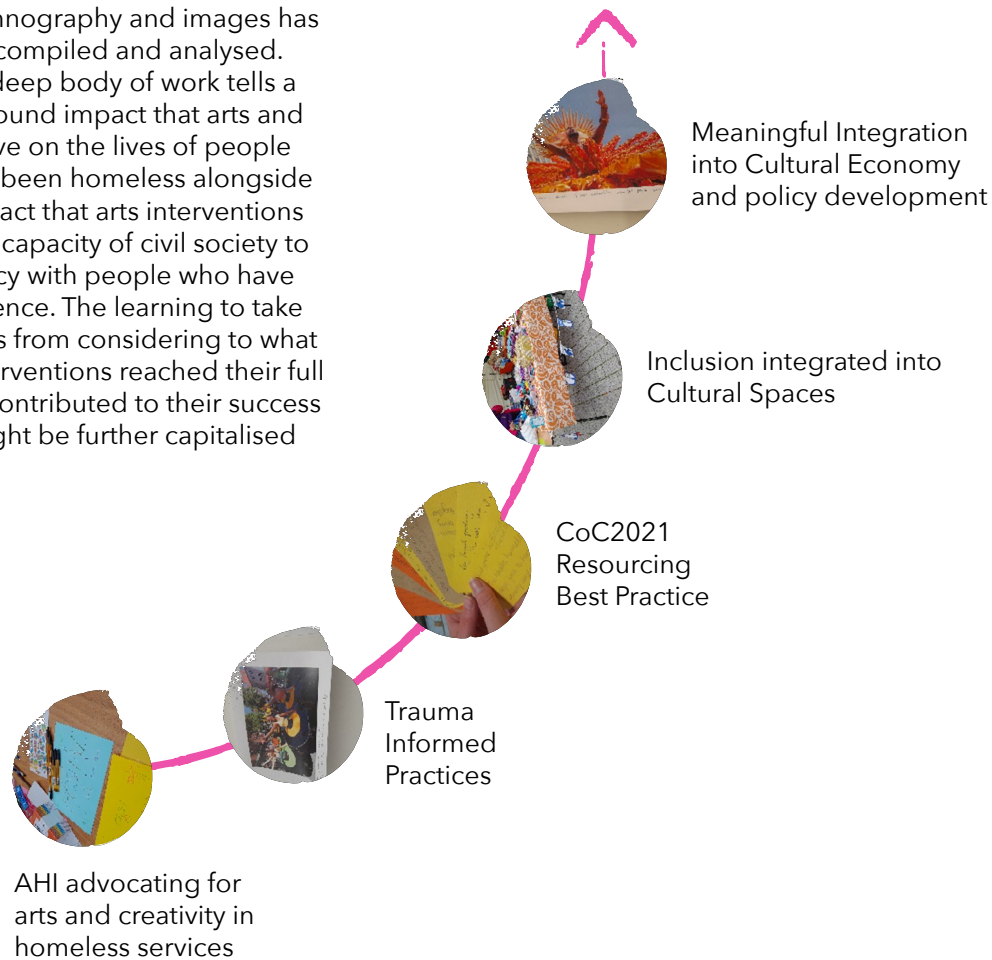 nnography and images has
compiled and analysed.
deep body of work tells a
ound impact that arts and
ve on the lives of people
been homeless alongside
act that arts interventions
capacity of civil society to
cy with people who have
ence. The learning to take
s from considering to what
rventions reached their full
ontributed to their success
ght be further capitalised
Meaningful Integration
into Cultural Economy
and policy development
Inclusion integrated into
Cultural Spaces
CoC2021
Resourcing
Best Practice
Trauma
Informed
Practices
AHI advocating for
arts and creativity in
homeless services